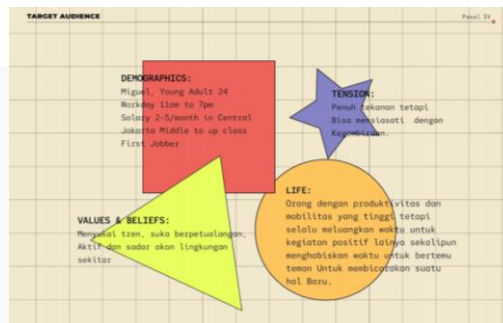 TARGET AUDIENCE
Panel IV
DEMOGRAPHICS:
Miguel, Young Adult 24
Workday 11am to 7pm
Salary 2-5/month in Central
Jakarta Middle to up class
First Jobber
TENSION:
Penuh tekanan tetapi
Bisa mensiasati dengan
Kegembiraan.
LIFE:
Orang dengan produktivitas dan
mobilitas yang tinggi tetapi
selalu meluangkan waktu untuk
kegiatan positif lainya sekalipun
menghabiskan waktu untuk bertemu
teman Untuk membicarakan suatu
hal Baru.
VALUES & BELIEFS:
Menyukai tren, suka berpetualangan,
Aktif dan sadar akan lingkungan
sekitar